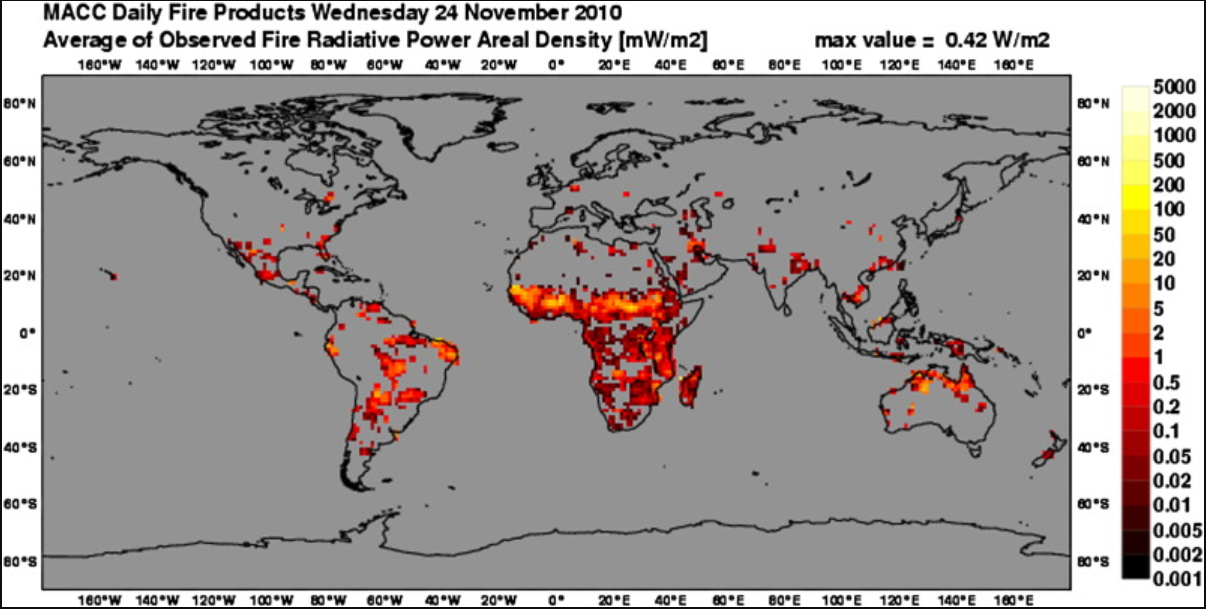 MACC Daily Fire Products Wednesday 24 November 2010
Average of Observed Fire Radiative Power Areal Density [mW/m2] max value = 0.42 W/m2
160°W 140°W 120°W 100°W 80°W 60°W 40°W 20°W 0° 20°E 40°E 60°E 80°E 100°E 120°E 140°E 160°E
80°N 80°N
60°N 60°N
40°N 40°N
20°N 20°N
0° 0°
20°S 20°S
40°S 40°S
60°S 60°S
80°S 80°S
160°W 140°W 120°W 100°W 80°W 60°W 40°W 20°W 0° 20°E 40°E 60°E 80°E 100°E 120°E 140°E 160°E
5000
2000
1000
500
200
100
50
20
10
5
2
1
0.5
0.2
0.1
0.05
0.02
0.01
0.005
0.002
0.001